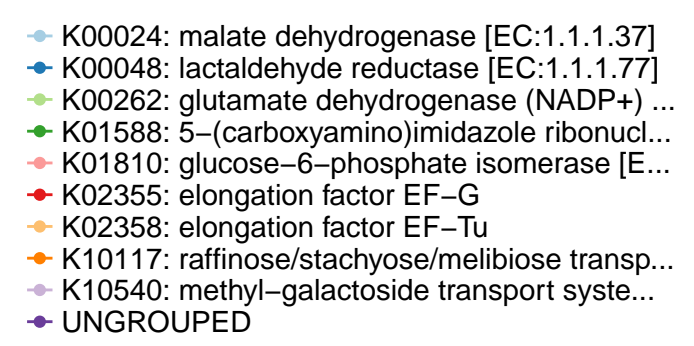 K00024: malate dehydrogenase [EC:1.1.1.37]
K00048: lactaldehyde reductase [EC:1.1.1.77]
K00262: glutamate dehydrogenase (NADP+) ...
K01588: 5−(carboxyamino)imidazole ribonucl...
K01810: glucose−6−phosphate isomerase [E...
K02355: elongation factor EF−G
K02358: elongation factor EF−Tu
K10117: raffinose/stachyose/melibiose transp...
K10540: methyl−galactoside transport syste...
UNGROUPED